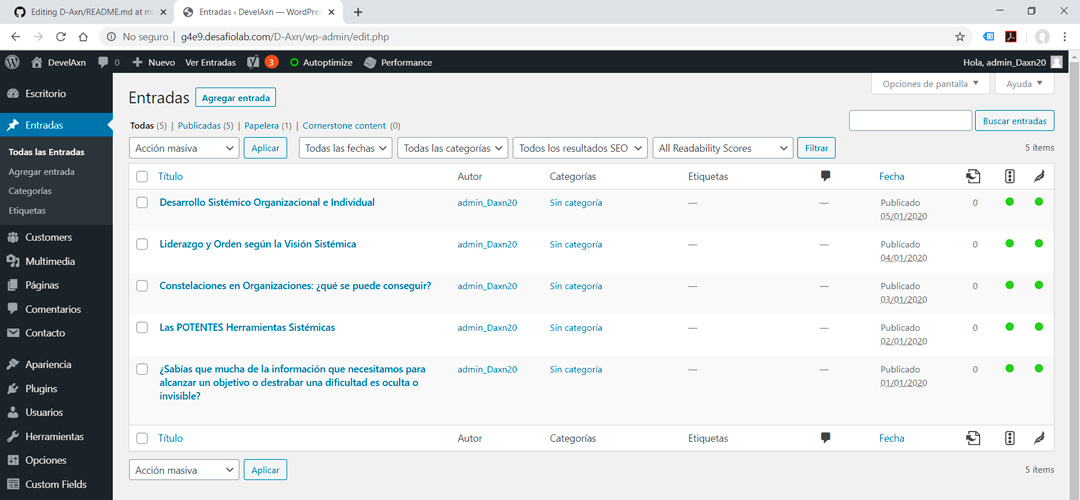 Editing D-Axn/README.md at m
Entradas ‹ DevelAxn — WordPres
No seguro | g4e9.desafiolab.com/D-Axn/wp-admin/edit.php
DevelAxn 0 Nuevo Ver Entradas 3 Autoptimize Performance Hola, admin_Daxn20
Escritorio
Entradas
Todas las Entradas
Agregar entrada
Categorías
Etiquetas
Customers
Multimedia
Páginas
Comentarios
Contacto
Apariencia
Plugins
Usuarios
Herramientas
Opciones
Custom Fields
Opciones de pantalla Ayuda
Entradas Agregar entrada
Todas (5) | Publicadas (5) | Papelera (1) | Cornerstone content (0)
Buscar entradas
Acción masiva Aplicar Todas las fechas Todas las categorías Todos los resultados SEO All Readability Scores Filtrar 5 ítems
Título Autor Categorías Etiquetas Fecha
Desarrollo Sistémico Organizacional e Individual admin_Daxn20 Sin categoría — — Publicado 0
05/01/2020
Liderazgo y Orden según la Visión Sistémica admin_Daxn20 Sin categoría — — Publicado 0
04/01/2020
Constelaciones en Organizaciones: ¿qué se puede conseguir? admin_Daxn20 Sin categoría — — Publicado 0
03/01/2020
Las POTENTES Herramientas Sistémicas admin_Daxn20 Sin categoría — — Publicado 0
02/01/2020
¿Sabías que mucha de la información que necesitamos para admin_Daxn20 Sin categoría — — Publicado 0
alcanzar un objetivo o destrabar una dificultad es oculta o 01/01/2020
invisible?
Título Autor Categorías Etiquetas Fecha
Acción masiva Aplicar 5 ítems